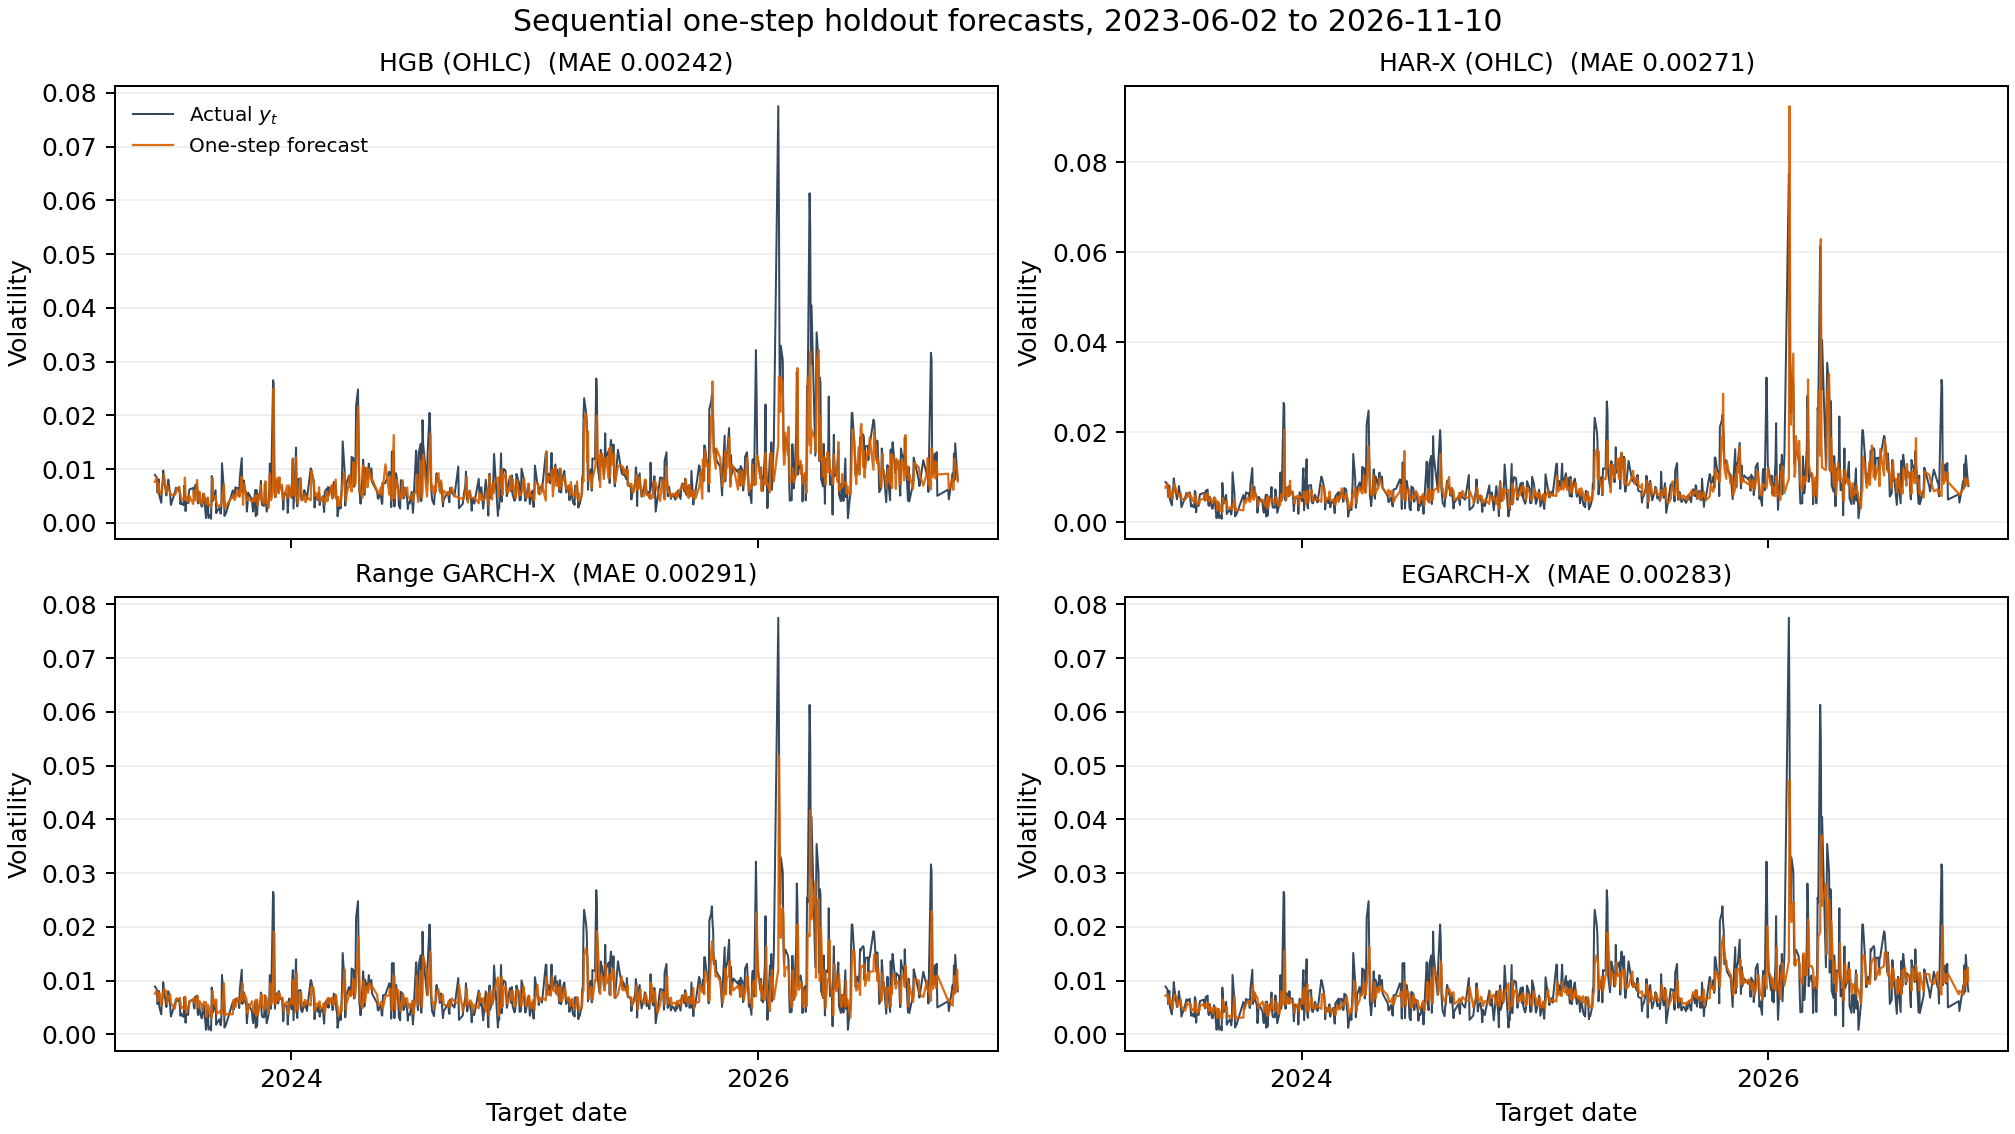 Sequential one-step holdout forecasts, 2023-06-02 to 2026-11-10
HGB (OHLC)  (MAE 0.00242)
0.08
0.07
0.06
0.05
0.04
0.03
0.02
0.01
0.00
Volatility
Actual yₜ
One-step forecast
HAR-X (OHLC)  (MAE 0.00271)
0.08
0.06
0.04
0.02
0.00
Volatility
Range GARCH-X  (MAE 0.00291)
0.08
0.07
0.06
0.05
0.04
0.03
0.02
0.01
0.00
Volatility
2024
2026
Target date
EGARCH-X  (MAE 0.00283)
0.08
0.07
0.06
0.05
0.04
0.03
0.02
0.01
0.00
Volatility
2024
2026
Target date